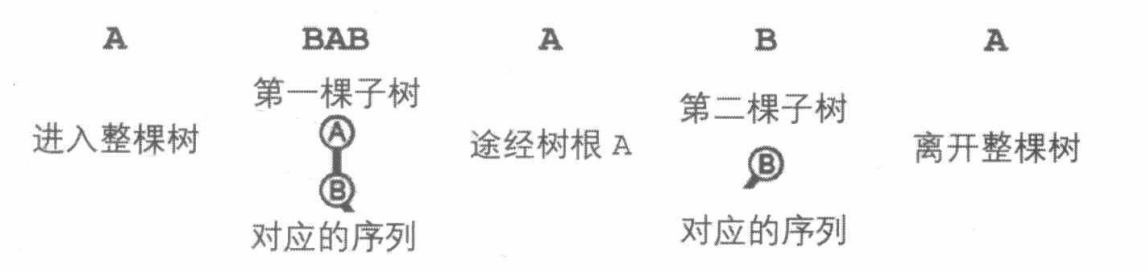 A BAB A B A
第一棵子树
第二棵子树
进入整棵树
A
途经树根 A
离开整棵树
B
B
对应的序列
对应的序列